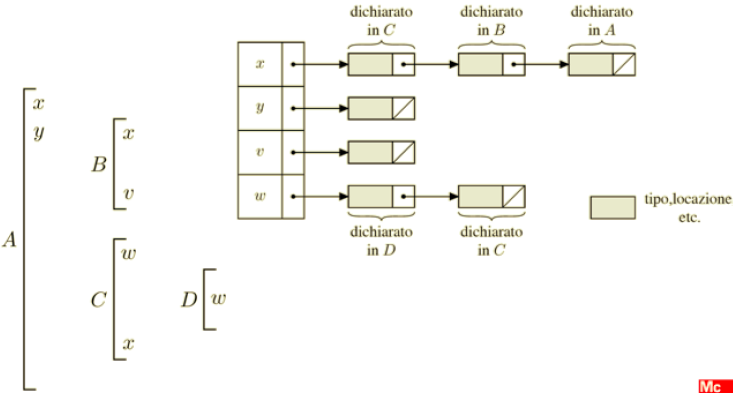 dichiarato
in C
dichiarato
in B
dichiarato
in A
x
y
v
w
dichiarato
in D
dichiarato
in C
tipo,locazione
etc.
A
x
y
B
x
v
C
w
x
D
w
Mc